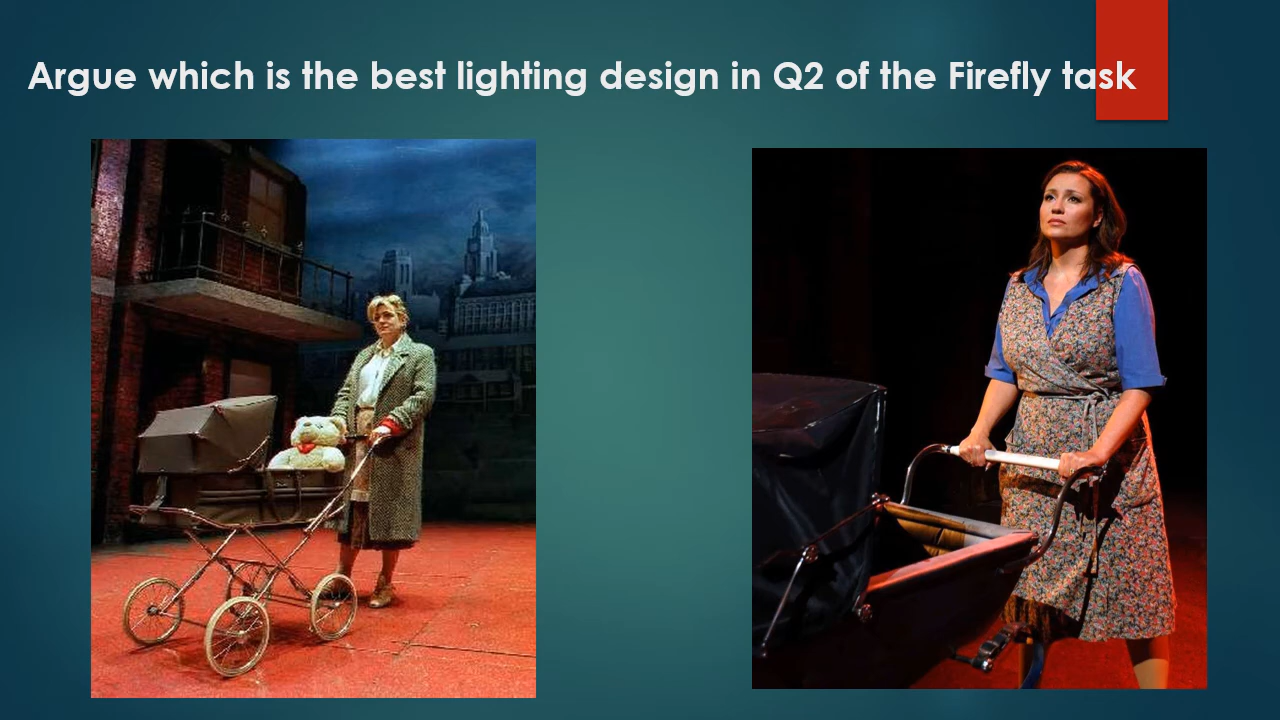 Argue which is the best lighting design in Q2 of the Firefly task